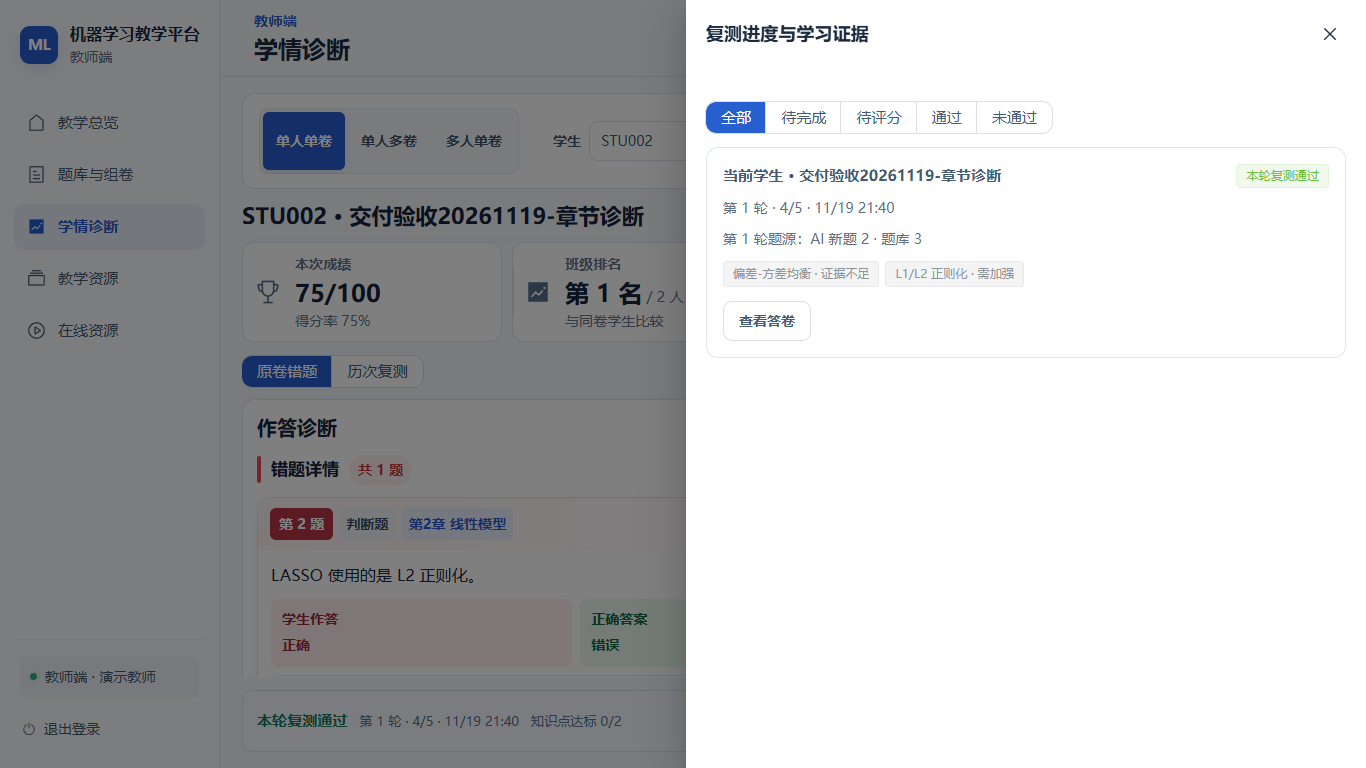 ML
机器学习教学平台
教师端
教学总览
题库与组卷
学情诊断
教学资源
在线资源
教师端 · 演示教师
退出登录
教师端
学情诊断
单人单卷
单人多卷
多人单卷
学生
STU002
STU002 · 交付验收20261119-章节诊断
本次成绩
75/100
得分率 75%
班级排名
第 1 名 / 2 人
与同卷学生比较
原卷错题
历次复测
作答诊断
错题详情
共 1 题
第 2 题
判断题
第2章 线性模型
LASSO 使用的是 L2 正则化。
学生作答
正确
正确答案
错误
本轮复测通过
第 1 轮 · 4/5 · 11/19 21:40
知识点达标 0/2
复测进度与学习证据
全部
待完成
待评分
通过
未通过
当前学生 · 交付验收20261119-章节诊断
本轮复测通过
第 1 轮 · 4/5 · 11/19 21:40
第 1 轮题源：AI 新题 2 · 题库 3
偏差-方差均衡 · 证据不足
L1/L2 正则化 · 需加强
查看答卷